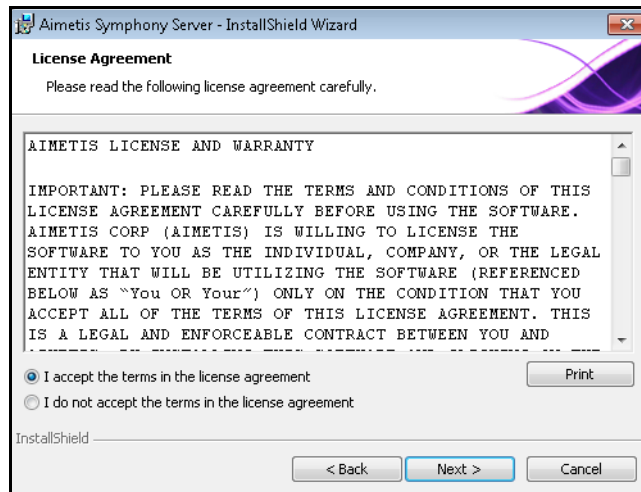 Aimetis Symphony Server - InstallShield Wizard
License Agreement
Please read the following license agreement carefully.
AIMETIS LICENSE AND WARRANTY
IMPORTANT: PLEASE READ THE TERMS AND CONDITIONS OF THIS
LICENSE AGREEMENT CAREFULLY BEFORE USING THE SOFTWARE.
AIMETIS CORP (AIMETIS) IS WILLING TO LICENSE THE
SOFTWARE TO YOU AS THE INDIVIDUAL, COMPANY, OR THE LEGAL
ENTITY THAT WILL BE UTILIZING THE SOFTWARE (REFERENCED
BELOW AS “You OR Your”) ONLY ON THE CONDITION THAT YOU
ACCEPT ALL OF THE TERMS OF THIS LICENSE AGREEMENT. THIS
IS A LEGAL AND ENFORCEABLE CONTRACT BETWEEN YOU AND
I accept the terms in the license agreement
Print
I do not accept the terms in the license agreement
InstallShield
< Back
Next >
Cancel